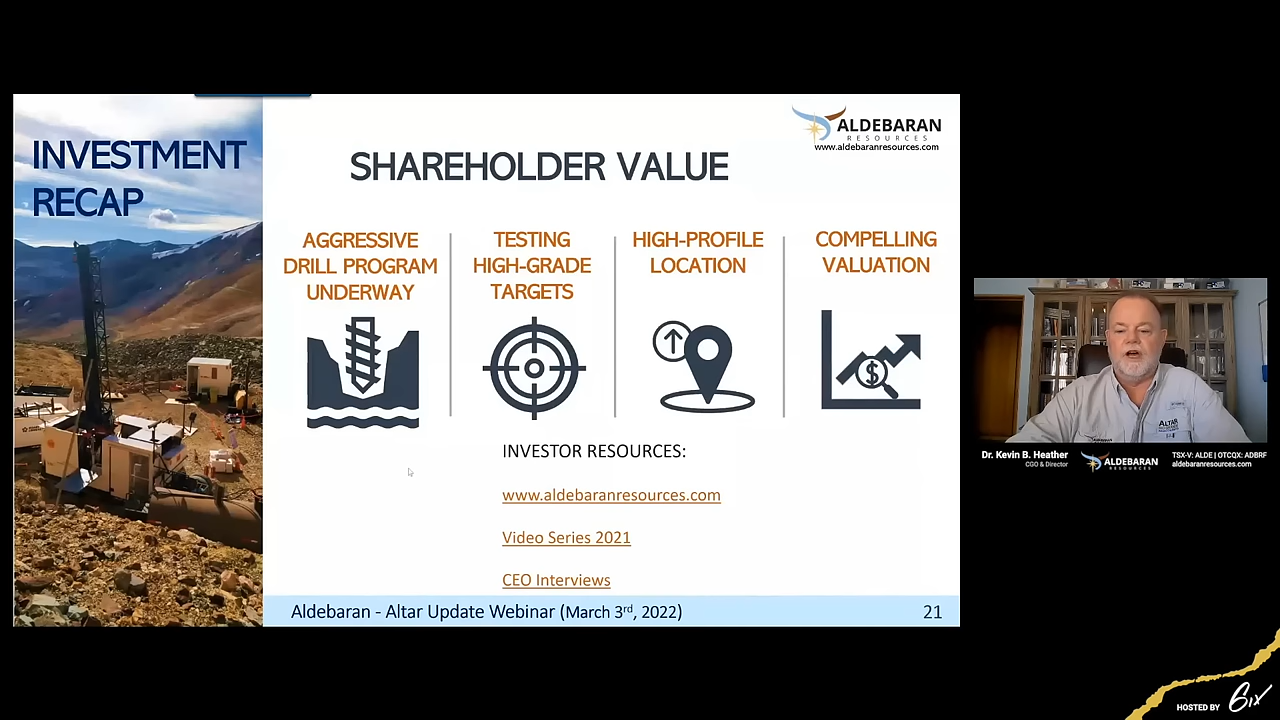 INVESTMENT
RECAP
ALDEBARAN
RESOURCES
www.aldebaranresources.com
SHAREHOLDER VALUE
AGGRESSIVE
DRILL PROGRAM
UNDERWAY
TESTING
HIGH-GRADE
TARGETS
HIGH-PROFILE
LOCATION
COMPELLING
VALUATION
$
INVESTOR RESOURCES:
www.aldebaranresources.com
Video Series 2021
CEO Interviews
Aldebaran - Altar Update Webinar (March 3rd, 2022)
21
ALTAR
Dr. Kevin B. Heather
CGO & Director
ALDEBARAN
RESOURCES
TSX-V: ALDE | OTCQX: ADBRF
aldebaranresources.com
HOSTED BY 6ix